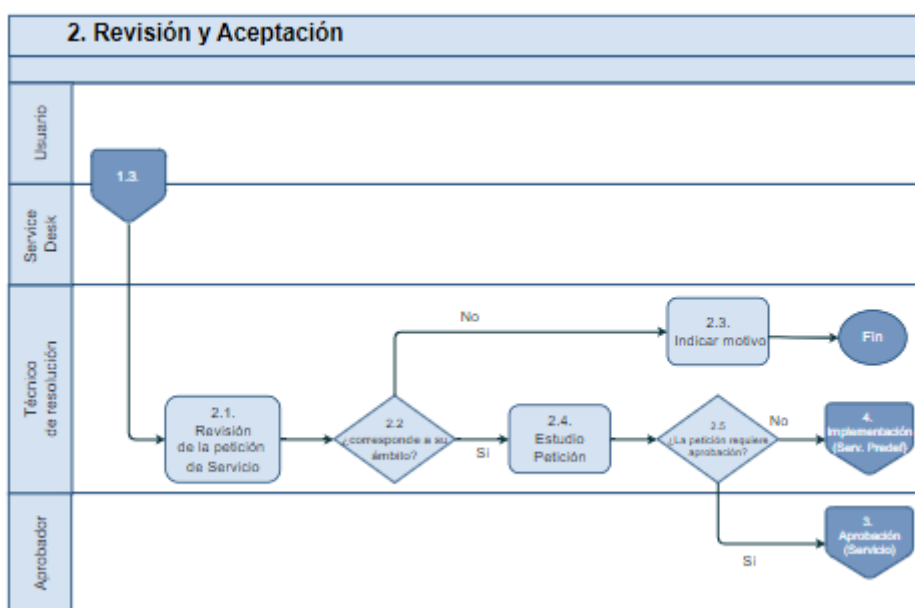 2. Revisión y Aceptación
Usuario
1.3.
Service
Desk
Técnico
de resolución
No
2.3.
Indicar motivo
Fin
2.1.
Revisión
de la petición
de Servicio
2.2
¿corresponde a su
ámbito?
Si
2.4.
Estudio
Petición
2.5
¿La petición requiere
aprobación?
No
4.
Implementación
(Serv. Predef)
Aprobador
Si
3.
Aprobación
(Servicio)